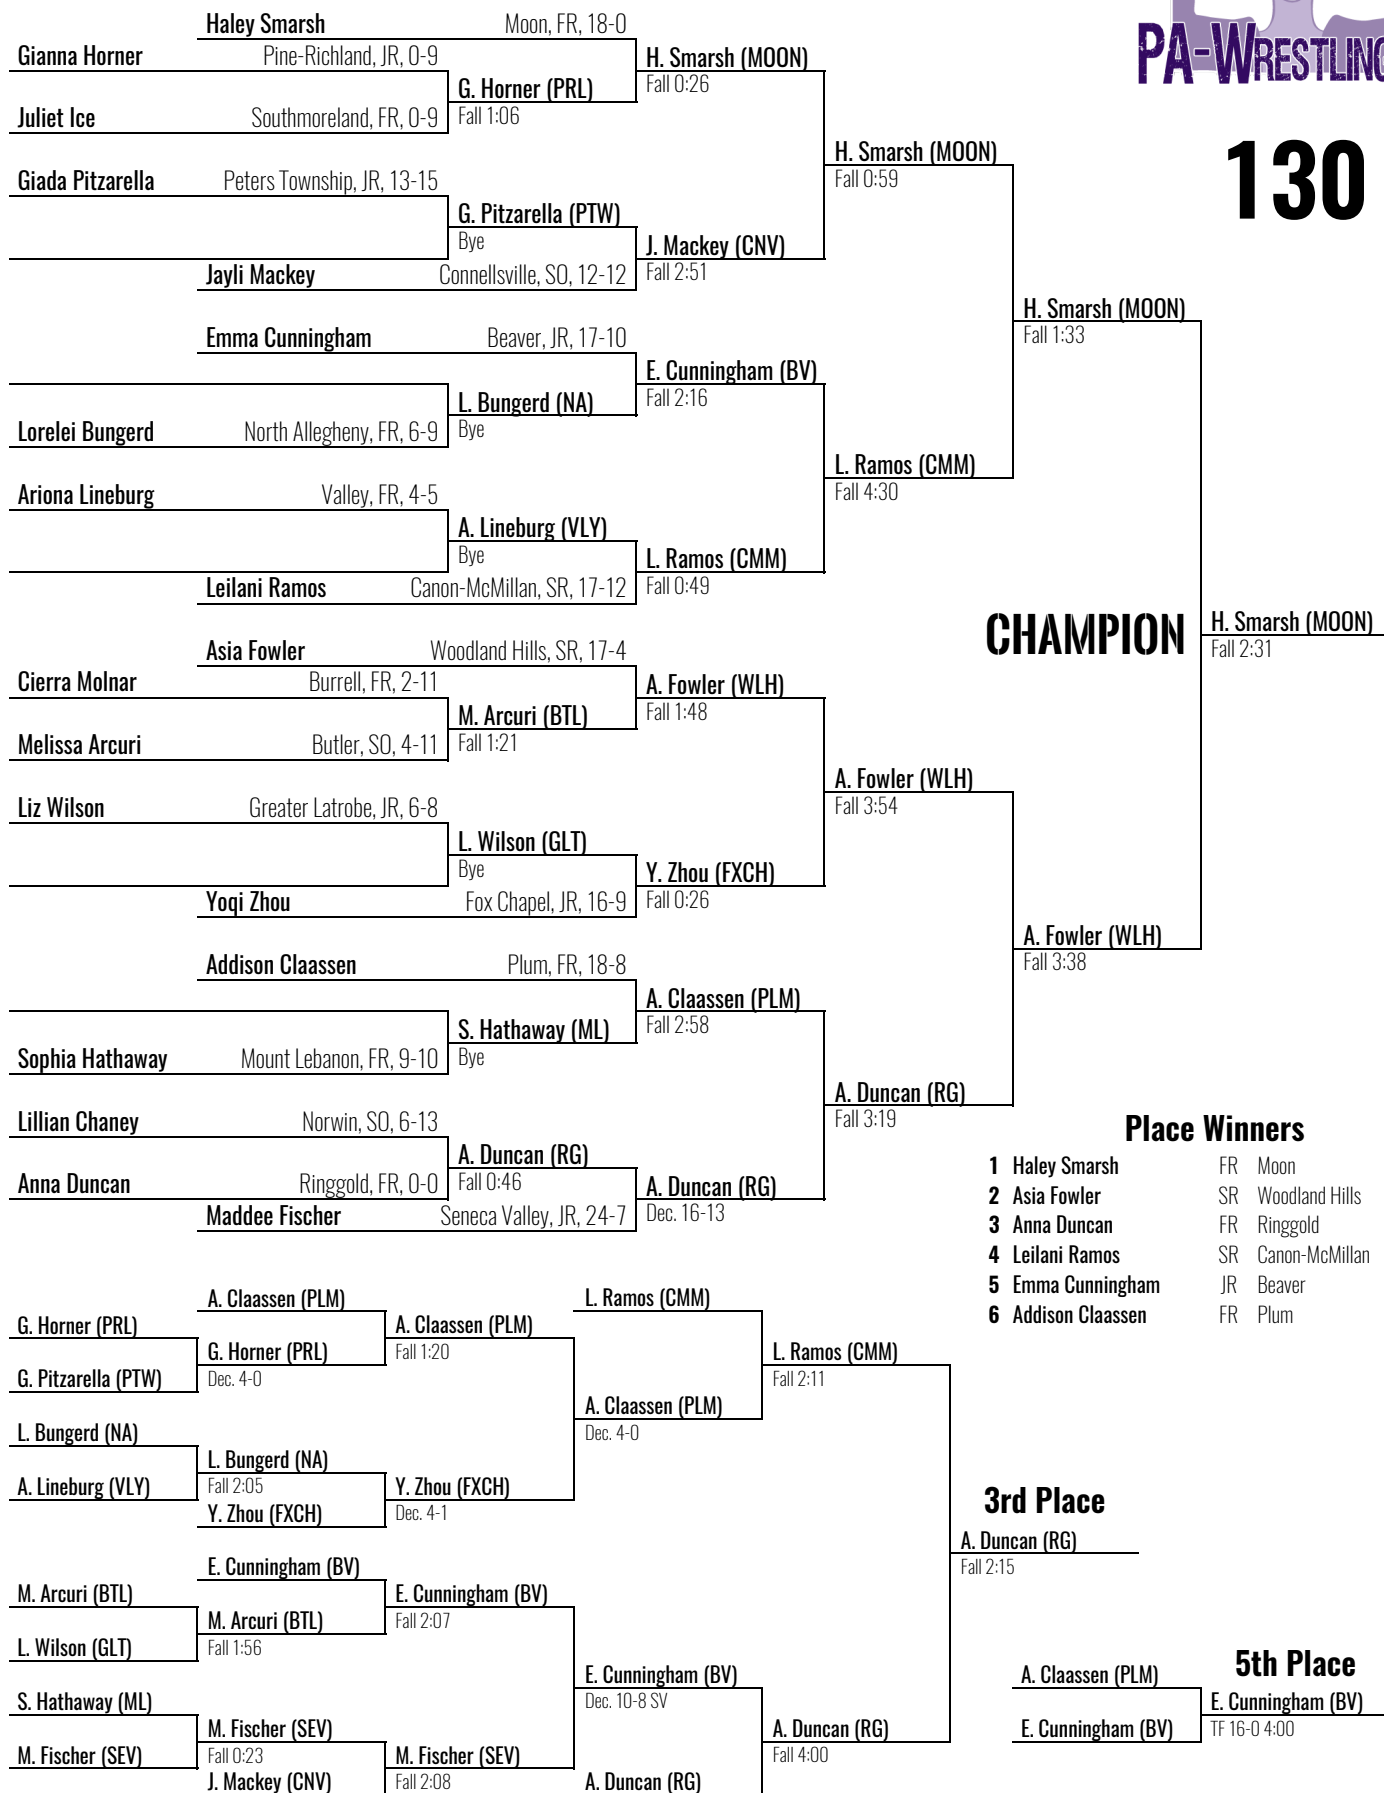 Haley Smarsh Moon, FR, 18-0
Gianna Horner Pine-Richland, JR, 0-9
H. Smarsh (MOON)
Fall 0:26
G. Horner (PRL)
Fall 1:06
Juliet Ice Southmoreland, FR, 0-9
PA-WRESTLING
130
H. Smarsh (MOON)
Fall 0:59
Giada Pitzarella Peters Township, JR, 13-15
G. Pitzarella (PTW)
Bye
J. Mackey (CNV)
Fall 2:51
Jayli Mackey Connellsville, SO, 12-12
H. Smarsh (MOON)
Fall 1:33
Emma Cunningham Beaver, JR, 17-10
E. Cunningham (BV)
Fall 2:16
L. Bungerd (NA)
Bye
Lorelei Bungerd North Allegheny, FR, 6-9
L. Ramos (CMM)
Fall 4:30
Ariona Lineburg Valley, FR, 4-5
A. Lineburg (VLY)
Bye
L. Ramos (CMM)
Fall 0:49
Leilani Ramos Canon-McMillan, SR, 17-12
CHAMPION
H. Smarsh (MOON)
Fall 2:31
Asia Fowler Woodland Hills, SR, 17-4
Cierra Molnar Burrell, FR, 2-11
A. Fowler (WLH)
Fall 1:48
M. Arcuri (BTL)
Fall 1:21
Melissa Arcuri Butler, SO, 4-11
A. Fowler (WLH)
Fall 3:54
Liz Wilson Greater Latrobe, JR, 6-8
L. Wilson (GLT)
Bye
Y. Zhou (FXCH)
Fall 0:26
Yoqi Zhou Fox Chapel, JR, 16-9
A. Fowler (WLH)
Fall 3:38
Addison Claassen Plum, FR, 18-8
A. Claassen (PLM)
Fall 2:58
S. Hathaway (ML)
Bye
Sophia Hathaway Mount Lebanon, FR, 9-10
A. Duncan (RG)
Fall 3:19
Lillian Chaney Norwin, SO, 6-13
A. Duncan (RG)
Fall 0:46
Anna Duncan Ringgold, FR, 0-0
A. Duncan (RG)
Dec. 16-13
Maddee Fischer Seneca Valley, JR, 24-7
Place Winners
1 Haley Smarsh FR Moon
2 Asia Fowler SR Woodland Hills
3 Anna Duncan FR Ringgold
4 Leilani Ramos SR Canon-McMillan
5 Emma Cunningham JR Beaver
6 Addison Claassen FR Plum
A. Claassen (PLM)
L. Ramos (CMM)
G. Horner (PRL)
A. Claassen (PLM)
Fall 1:20
G. Horner (PRL)
Dec. 4-0
L. Ramos (CMM)
Fall 2:11
G. Pitzarella (PTW)
A. Claassen (PLM)
Dec. 4-0
L. Bungerd (NA)
L. Bungerd (NA)
Fall 2:05
A. Lineburg (VLY)
Y. Zhou (FXCH)
Dec. 4-1
Y. Zhou (FXCH)
3rd Place
A. Duncan (RG)
Fall 2:15
E. Cunningham (BV)
M. Arcuri (BTL)
E. Cunningham (BV)
Fall 2:07
M. Arcuri (BTL)
Fall 1:56
L. Wilson (GLT)
E. Cunningham (BV)
Dec. 10-8 SV
S. Hathaway (ML)
M. Fischer (SEV)
Fall 0:23
A. Duncan (RG)
Fall 4:00
M. Fischer (SEV)
M. Fischer (SEV)
Fall 2:08
J. Mackey (CNV)
A. Duncan (RG)
5th Place
A. Claassen (PLM)
E. Cunningham (BV)
TF 16-0 4:00
E. Cunningham (BV)